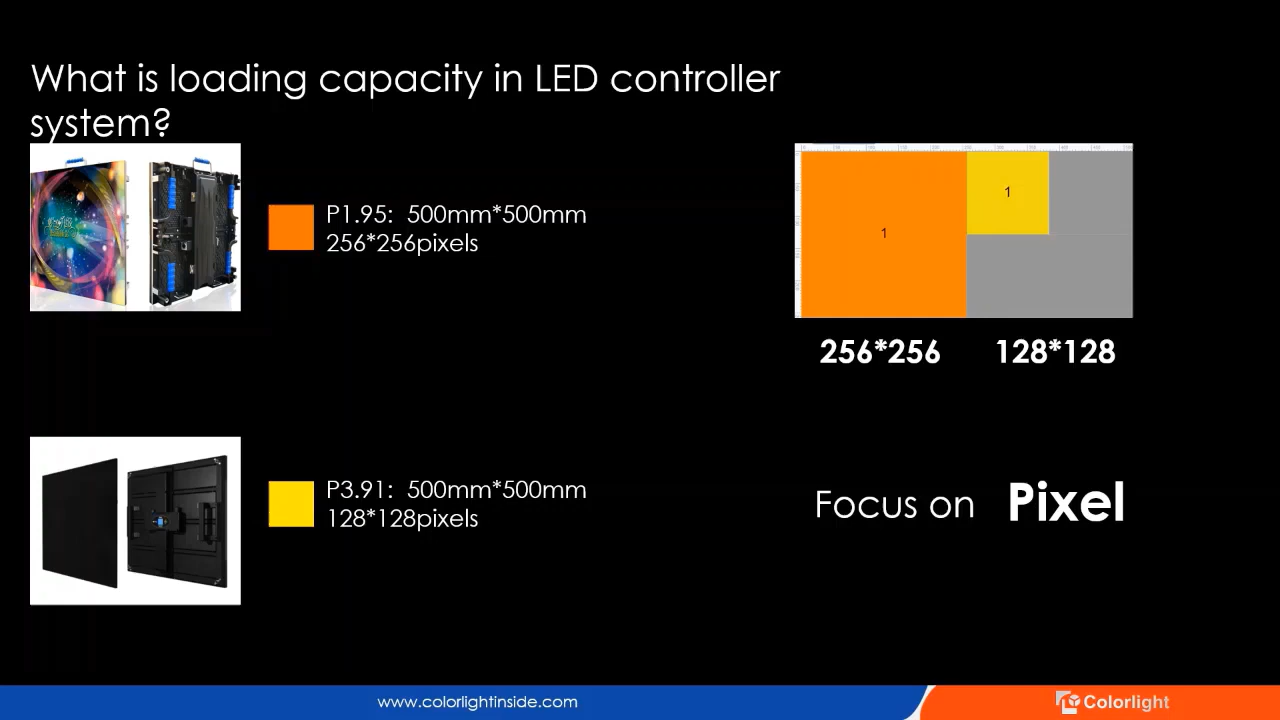 What is loading capacity in LED controller
system?
P1.95: 500mm*500mm
256*256pixels
1
1
256*256
128*128
P3.91: 500mm*500mm
128*128pixels
Focus on Pixel
www.colorlightinside.com
Colorlight